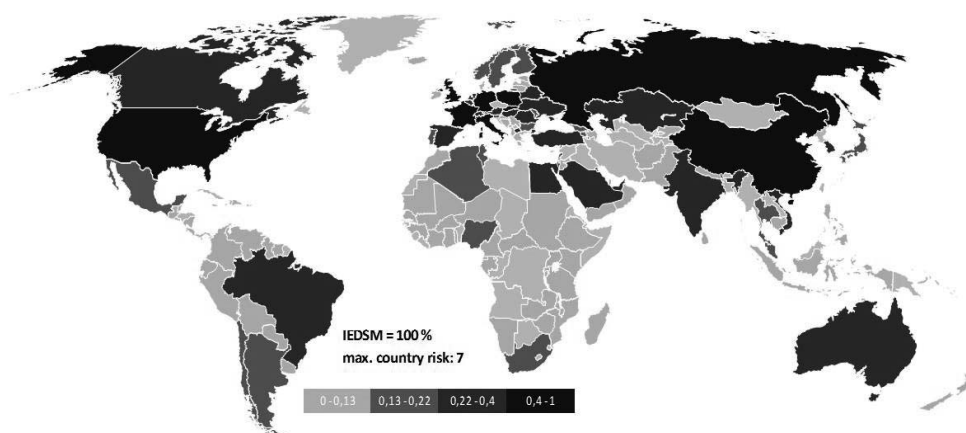 IEDSM = 100 %
max. country risk: 7
0 - 0,13 0,13 - 0,22 0,22 - 0,4 0,4 - 1